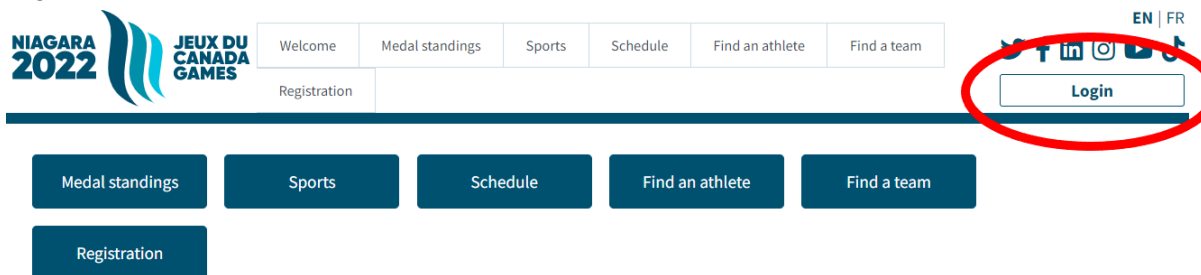 EN | FR
NIAGARA 2022
JEUX DU CANADA GAMES
Welcome Medal standings Sports Schedule Find an athlete Find a team
Registration
Login
Medal standings Sports Schedule Find an athlete Find a team
Registration